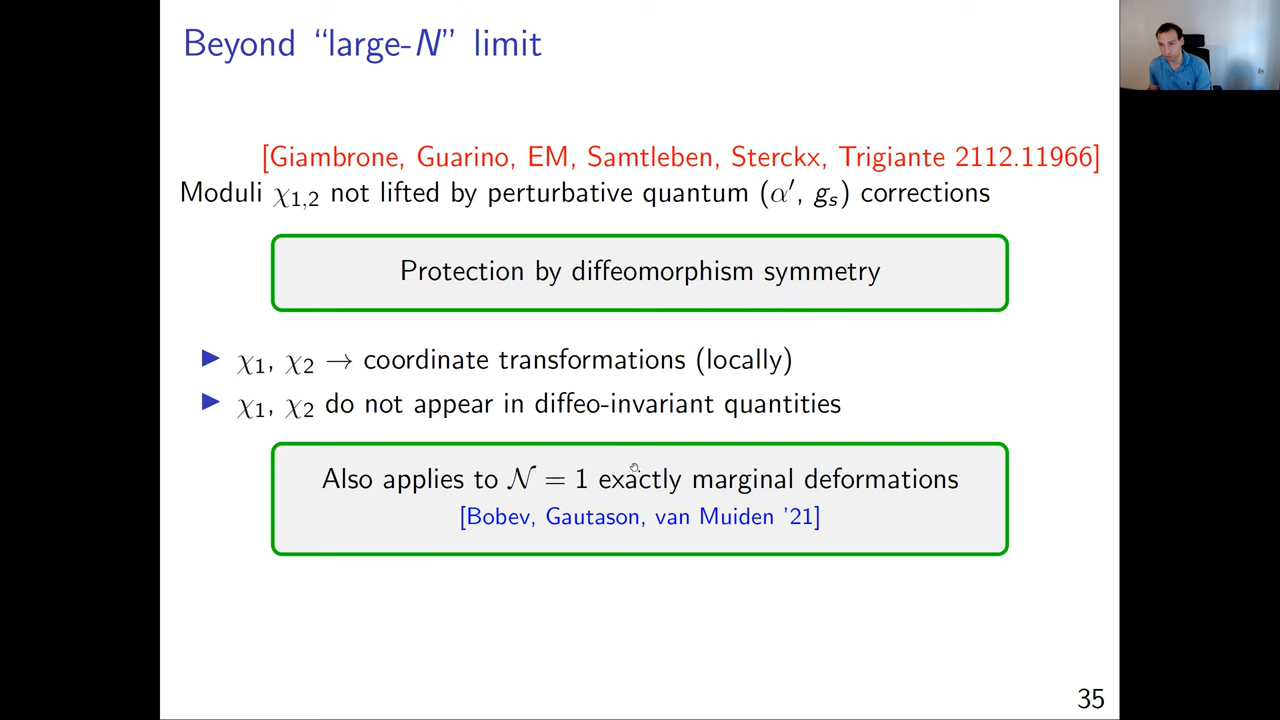 Beyond “large-N” limit
[Giambrone, Guarino, EM, Samtleben, Sterckx, Trigiante 2112.11966]
Moduli χ₁,₂ not lifted by perturbative quantum (α′, gₛ) corrections
Protection by diffeomorphism symmetry
▶ χ₁, χ₂ → coordinate transformations (locally)
▶ χ₁, χ₂ do not appear in diffeo-invariant quantities
Also applies to 𝒩 = 1 exactly marginal deformations
[Bobev, Gautason, van Muiden ’21]
35